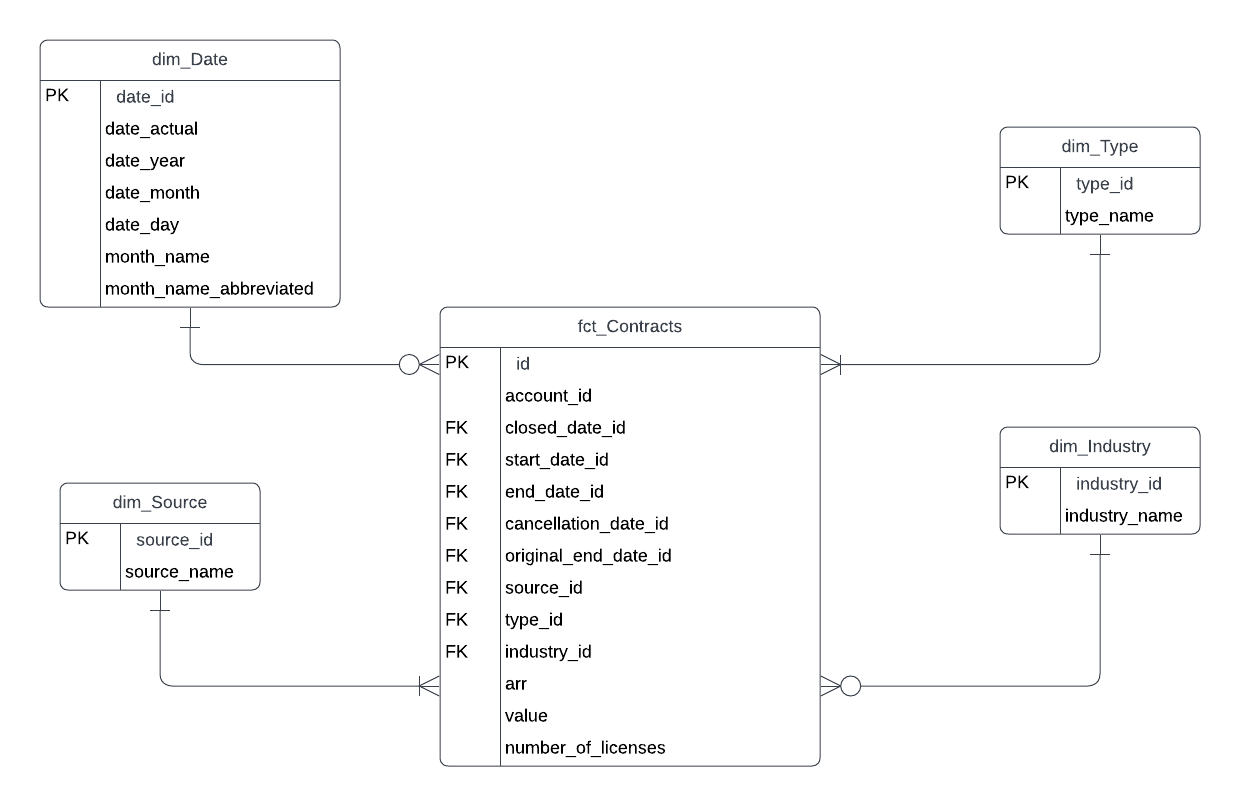 dim_Date
PK date_id
date_actual
date_year
date_month
date_day
month_name
month_name_abbreviated
dim_Type
PK type_id
type_name
fct_Contracts
PK id
account_id
FK closed_date_id
FK start_date_id
FK end_date_id
FK cancellation_date_id
FK original_end_date_id
FK source_id
FK type_id
FK industry_id
arr
value
number_of_licenses
dim_Industry
PK industry_id
industry_name
dim_Source
PK source_id
source_name